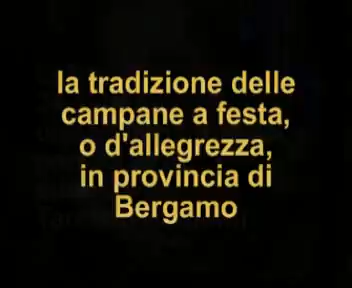 la tradizione delle
campane a festa,
o d'allegrezza,
in provincia di
Bergamo